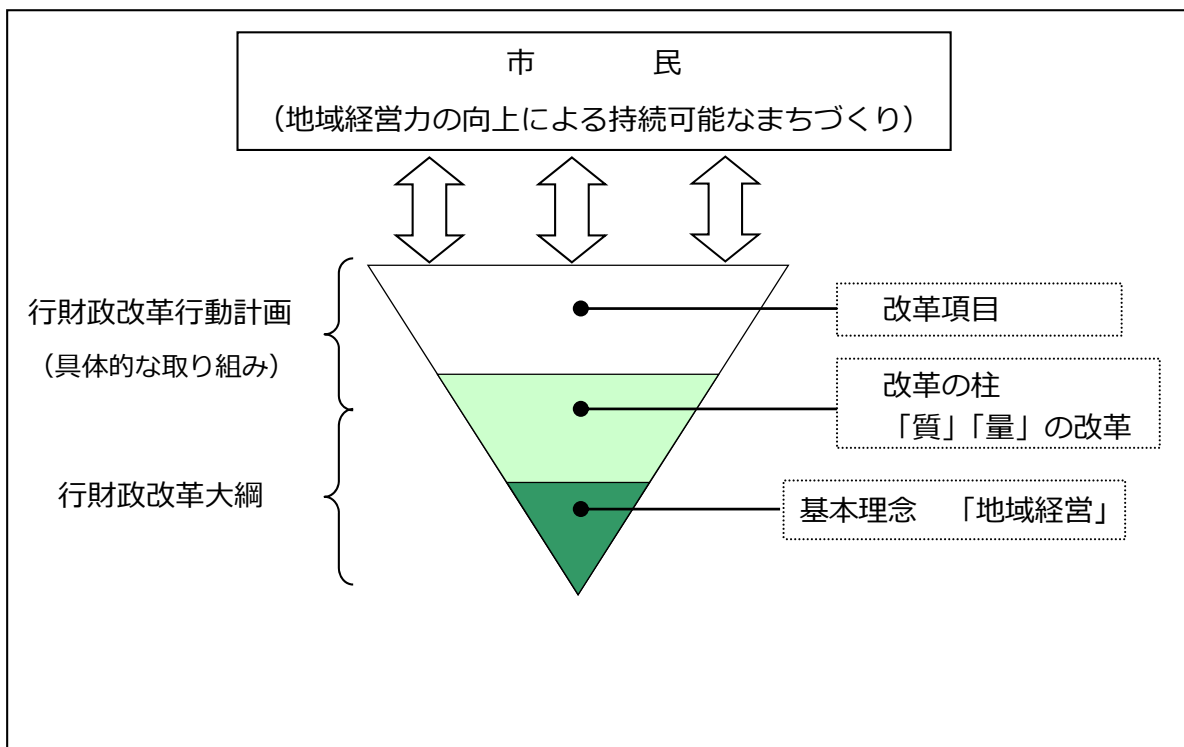 市　　　民
（地域経営力の向上による持続可能なまちづくり）
行財政改革行動計画
（具体的な取り組み）
改革項目
改革の柱
「質」「量」の改革
行財政改革大綱
基本理念　「地域経営」